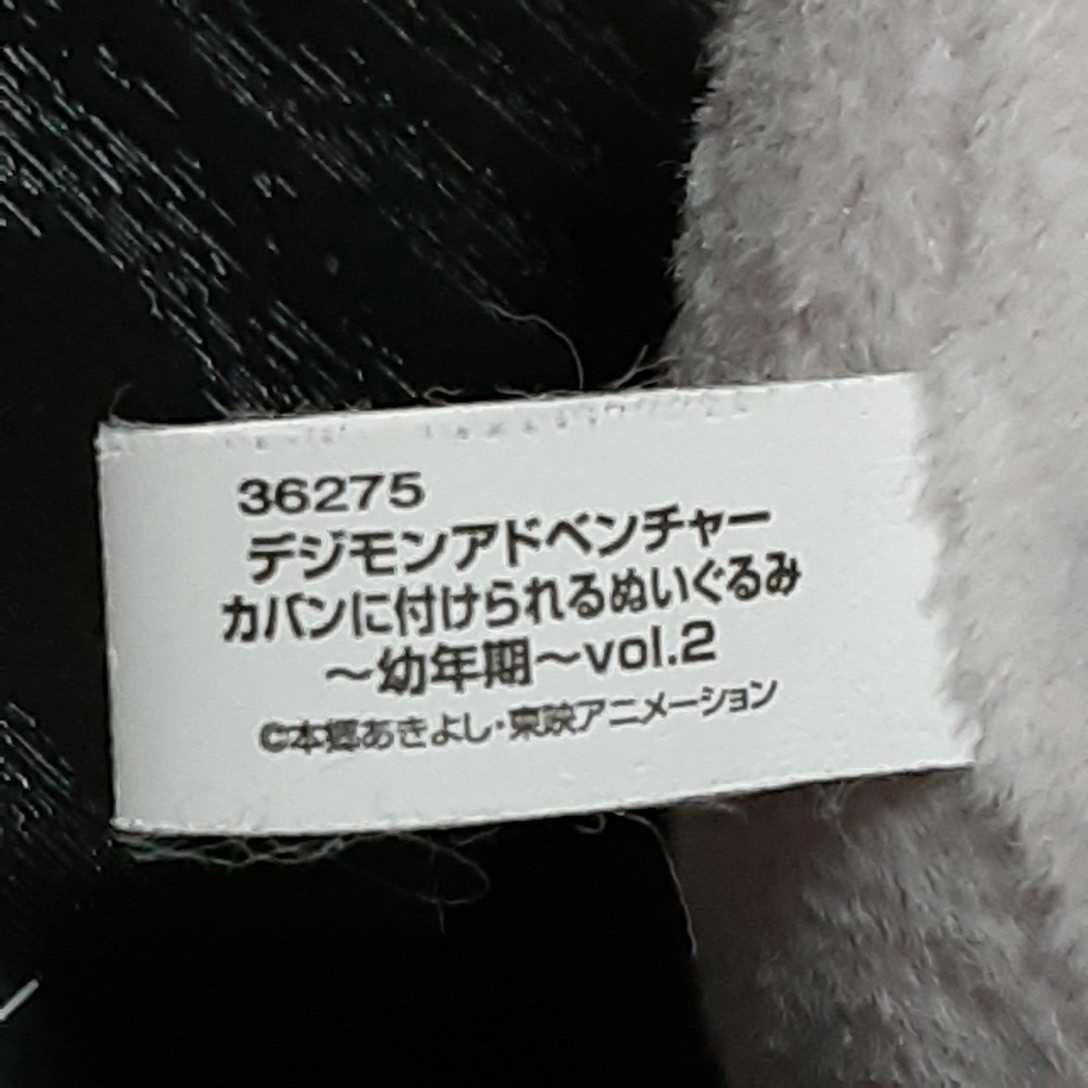 36275
デジモンアドベンチャー
カバンに付けられるぬいぐるみ
～幼年期～vol.2
©本郷あきよし・東映アニメーション